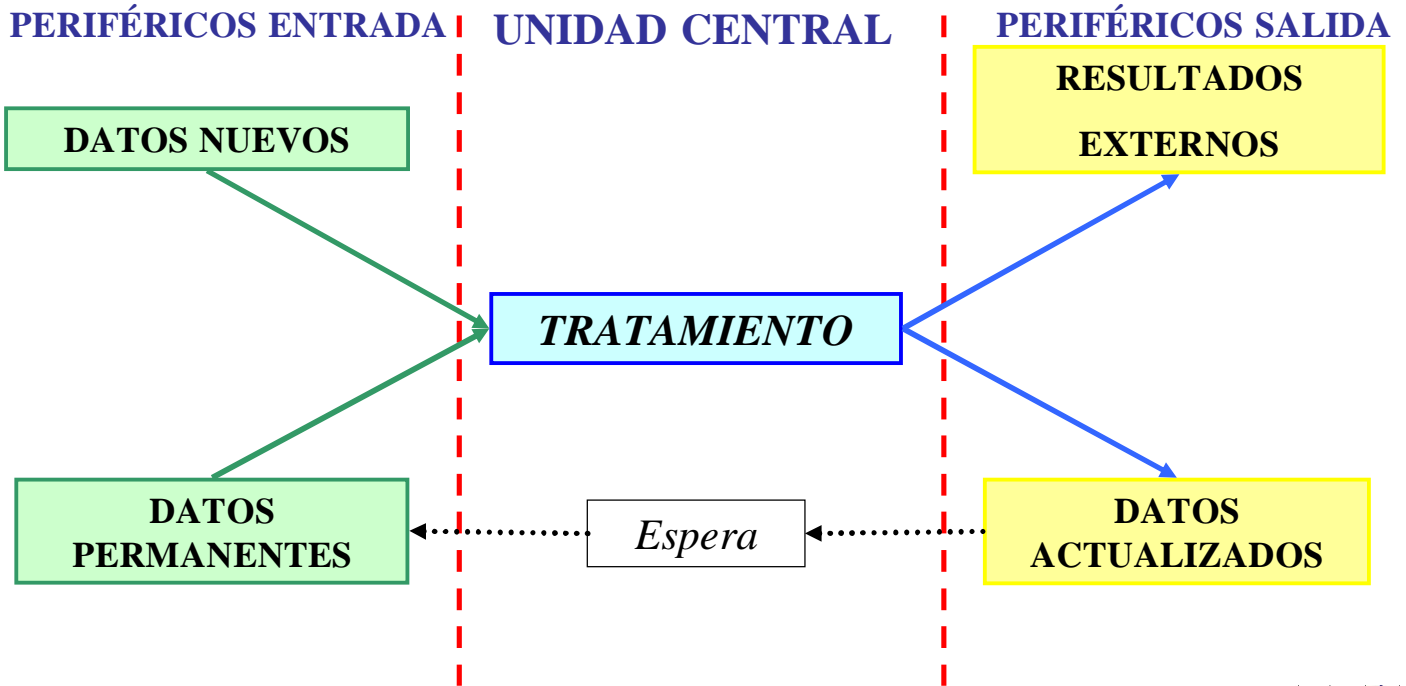 PERIFÉRICOS ENTRADA
UNIDAD CENTRAL
PERIFÉRICOS SALIDA
DATOS NUEVOS
RESULTADOS
EXTERNOS
TRATAMIENTO
DATOS
PERMANENTES
Espera
DATOS
ACTUALIZADOS